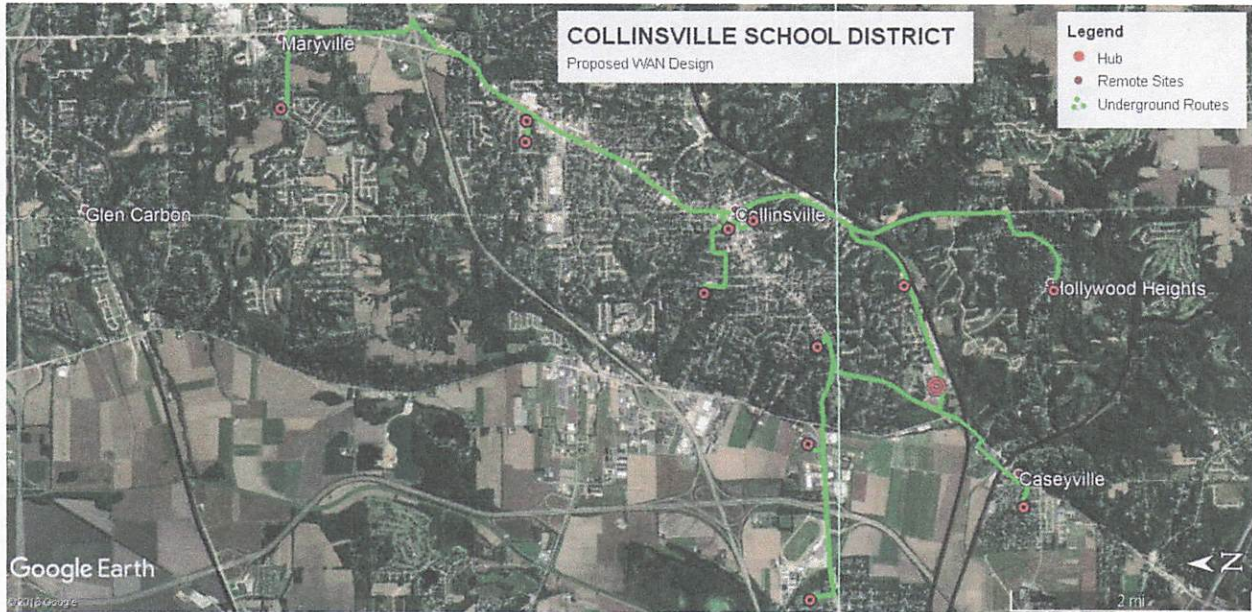 COLLINSVILLE SCHOOL DISTRICT
Proposed WAN Design
Legend
Hub
Remote Sites
Underground Routes
Maryville
Glen Carbon
Collinsville
Hollywood Heights
Caseyville
Google Earth
Google
N
2 mi